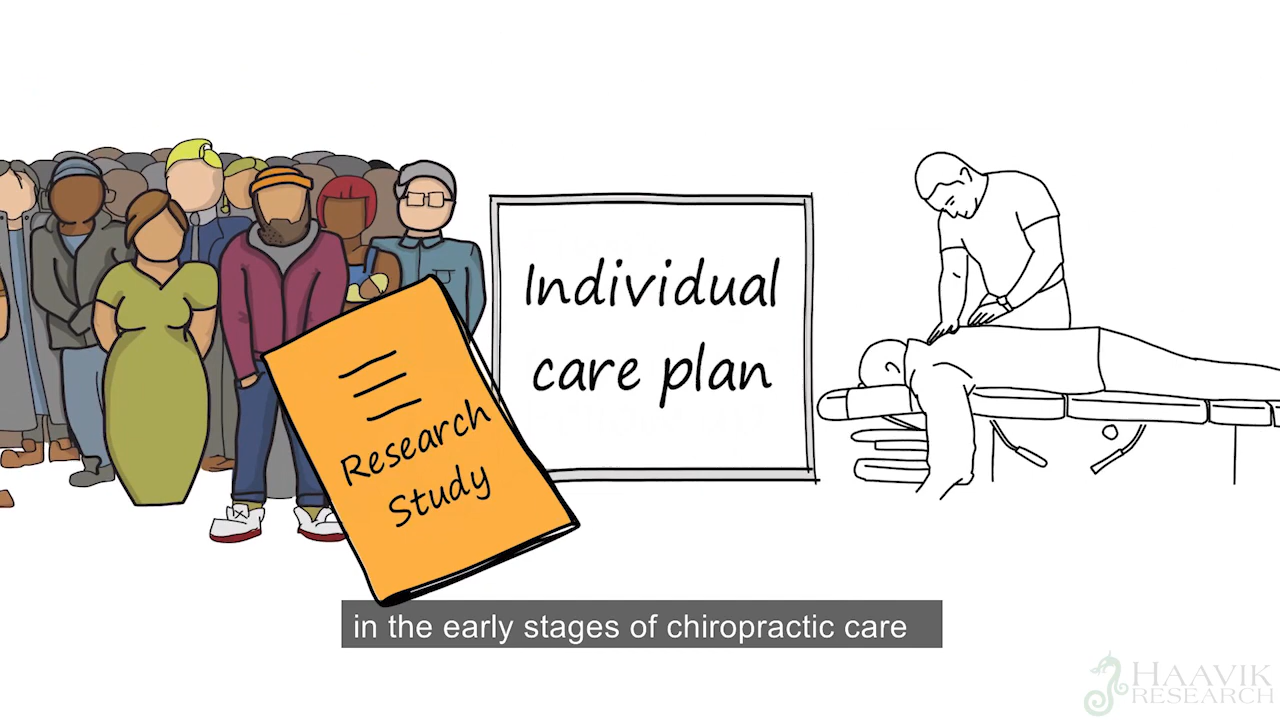 Individual
care plan
Research
Study
in the early stages of chiropractic care
HAAVIK
RESEARCH